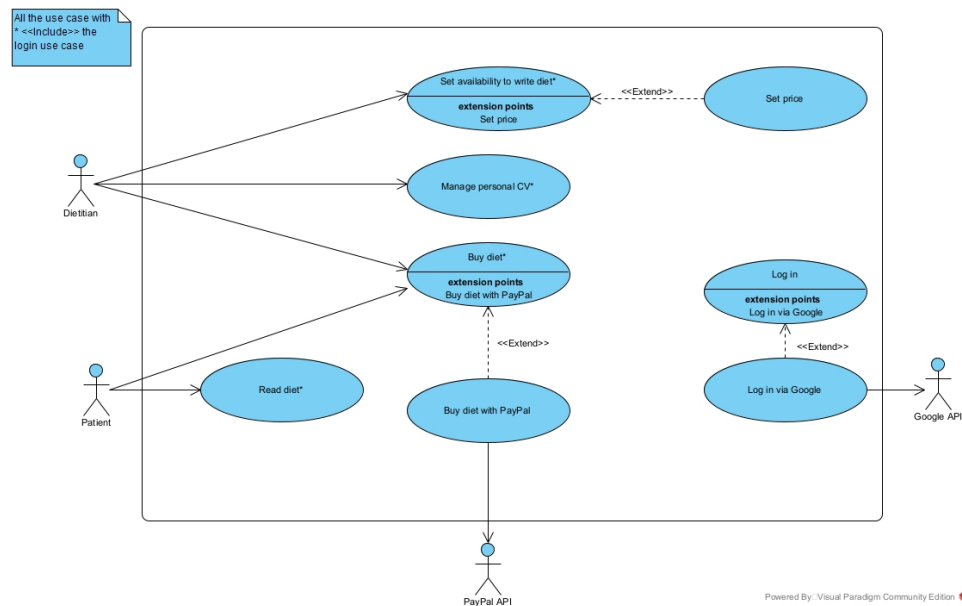 All the use case with
* <<Include>> the
login use case
Set availability to write diet*
extension points
Set price
<<Extend>>
Set price
Dietitian
Manage personal CV*
Buy diet*
extension points
Buy diet with PayPal
Log in
extension points
Log in via Google
<<Extend>>
<<Extend>>
Patient
Read diet*
Buy diet with PayPal
Log in via Google
Google API
PayPal API
Powered By: Visual Paradigm Community Edition